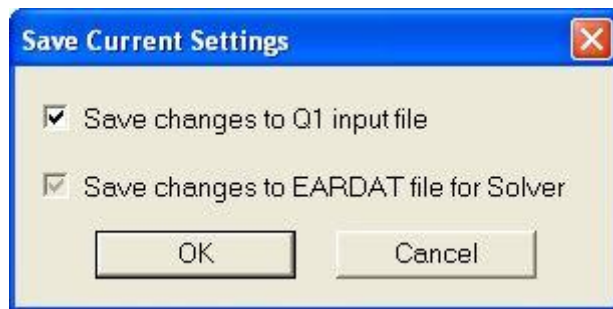 Save Current Settings
Save changes to Q1 input file
Save changes to EARDAT file for Solver
OK Cancel